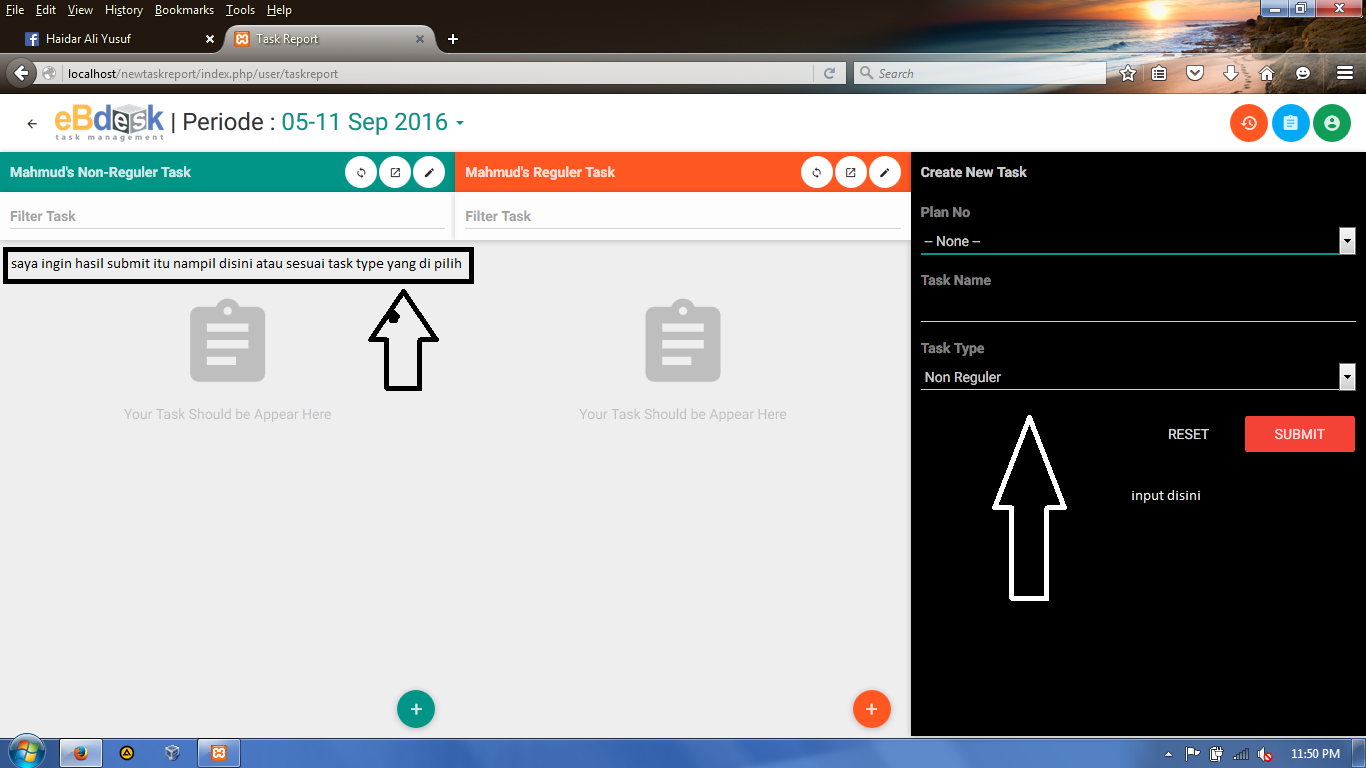 File Edit View History Bookmarks Tools Help
Haidar Ali Yusuf
Task Report
localhost/newtaskreport/index.php/user/taskreport
Search
eBdesk
task management
| Periode : 05-11 Sep 2016
Mahmud's Non-Reguler Task
Mahmud's Reguler Task
Create New Task
Filter Task
Filter Task
Plan No
-- None --
saya ingin hasil submit itu nampil disini atau sesuai task type yang di pilih
Task Name
Task Type
Non Reguler
Your Task Should be Appear Here
Your Task Should be Appear Here
RESET
SUBMIT
input disini
11:50 PM